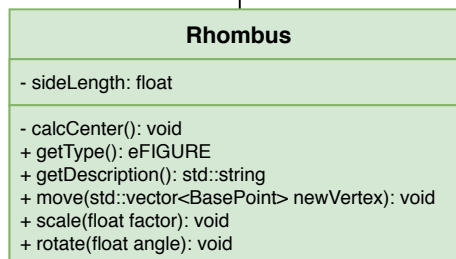 Rhombus
- sideLength: float
- calcCenter(): void
+ getType(): eFIGURE
+ getDescription(): std::string
+ move(std::vector<BasePoint> newVertex): void
+ scale(float factor): void
+ rotate(float angle): void